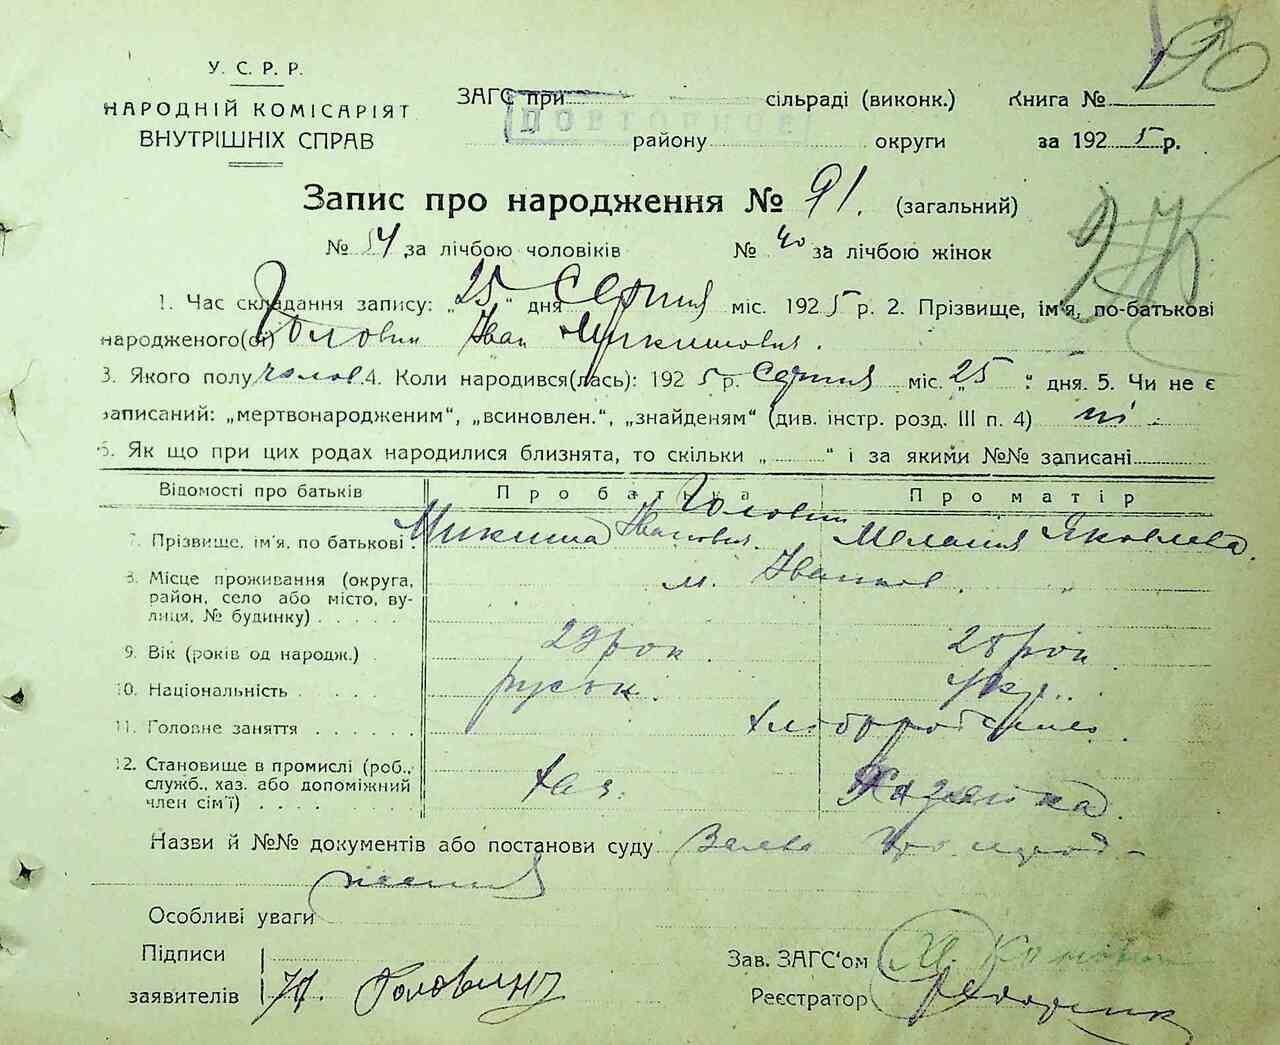 У. С. Р. Р.
НАРОДНІЙ КОМІСАРІЯТ
ВНУТРІШНІХ СПРАВ
ЗАГС при сільраді (виконк.)
ПОВТОРНОЕ
району округи
Книга №
за 1925 р.
Запис про народження № 91. (загальний)
№ 54 за лічбою чоловіків № 40 за лічбою жінок
1. Час складання запису: „25“ дня Серпня міс. 1925 р. 2. Прізвище, ім'я, по-батькові
народженого(ої) Головин Іван Микитович.
3. Якого полу чолов. 4. Коли народився(лась): 1925 р. Серпня міс. „25“ дня. 5. Чи не є
записаний: „мертвонародженим“, „всиновлен.“, „знайденям“ (див. інстр. розд. III п. 4) ні
6. Як що при цих родах народилися близнята, то скільки „ “ і за якими №№ записані
Відомості про батьків Про батька Про матір
Головин
7. Прізвище, ім'я, по батькові. Микита Іванович. Меланія Яковлева.
8. Місце проживання (округа, район, село або місто, вулиця, № будинку) м. Іванков.
9. Вік (років од народж.) 29 рок. 28 рок.
10. Національність руськ. Укр..
11. Головне заняття хліборобство.
12. Становище в промислі (роб., служб., хаз. або допоміжний член сім'ї) хаз. Хазяйка.
Назви й №№ документів або постанови суду
Особливі уваги
Підписи
заявителів Н. Головинъ
Зав. ЗАГС'ом
Реєстратор